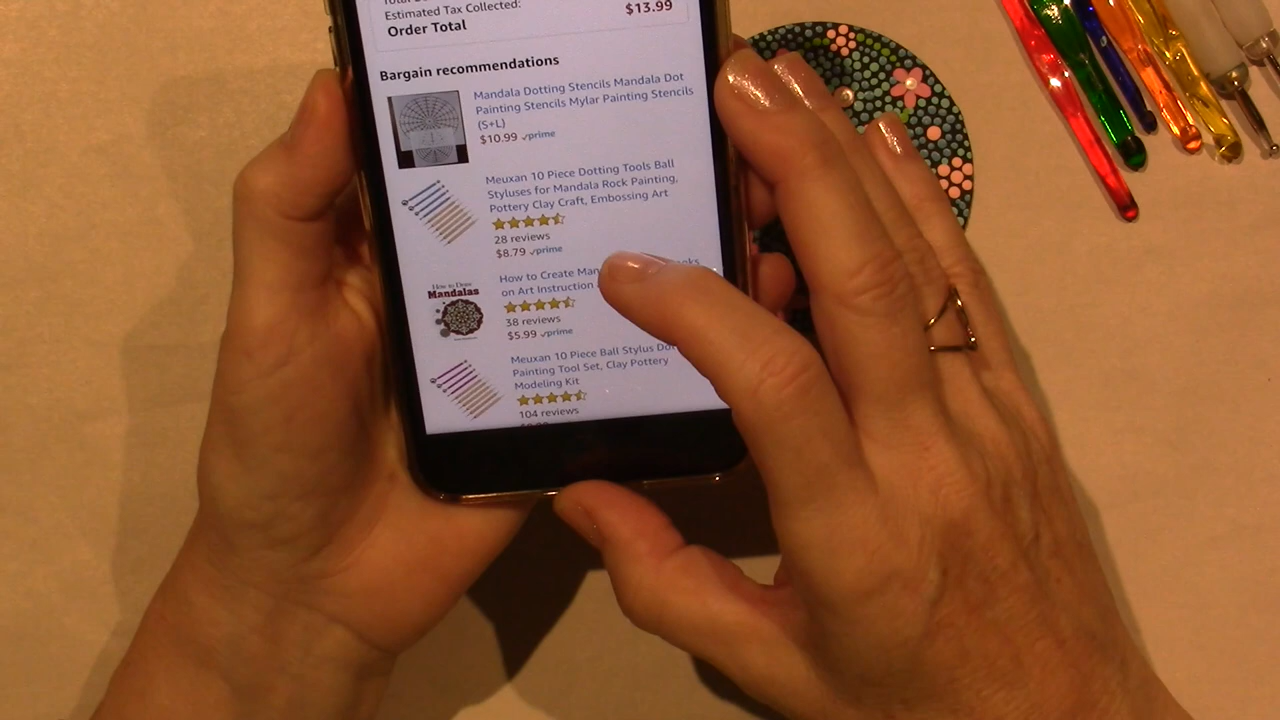 Estimated Tax Collected:
$13.99
Order Total
Bargain recommendations
Mandala Dotting Stencils Mandala Dot
Painting Stencils Mylar Painting Stencils
(S+L)
$10.99 prime
Meuxan 10 Piece Dotting Tools Ball
Styluses for Mandala Rock Painting,
Pottery Clay Craft, Embossing Art
28 reviews
$8.79 prime
How to Draw
Mandalas
How to Create
on Art Instruction
38 reviews
$5.99 prime
Meuxan 10 Piece Ball Stylus
Painting Tool Set, Clay Pottery
Modeling Kit
104 reviews